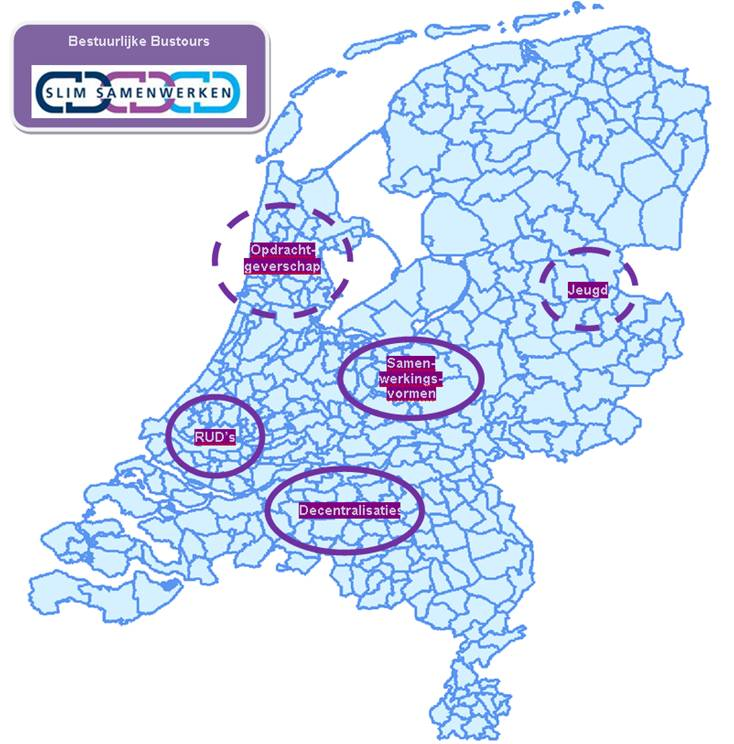 Bestuurlijke Bustours
SLIM SAMENWERKEN
Opdracht-
geverschap
Jeugd
Samen-
werkings-
vormen
RUD's
Decentralisaties